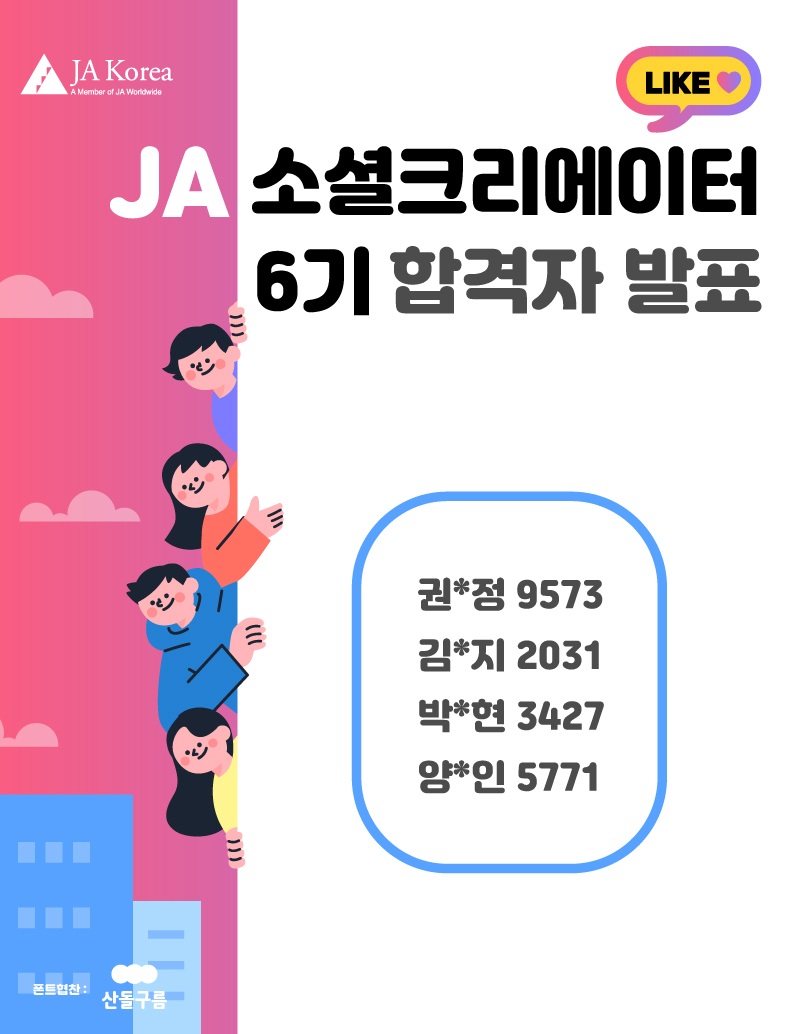 JA Korea
A Member of JA Worldwide
LIKE
JA 소셜크리에이터
6기 합격자 발표
권*정 9573
김*지 2031
박*현 3427
양*인 5771
폰트협찬 :
산돌구름